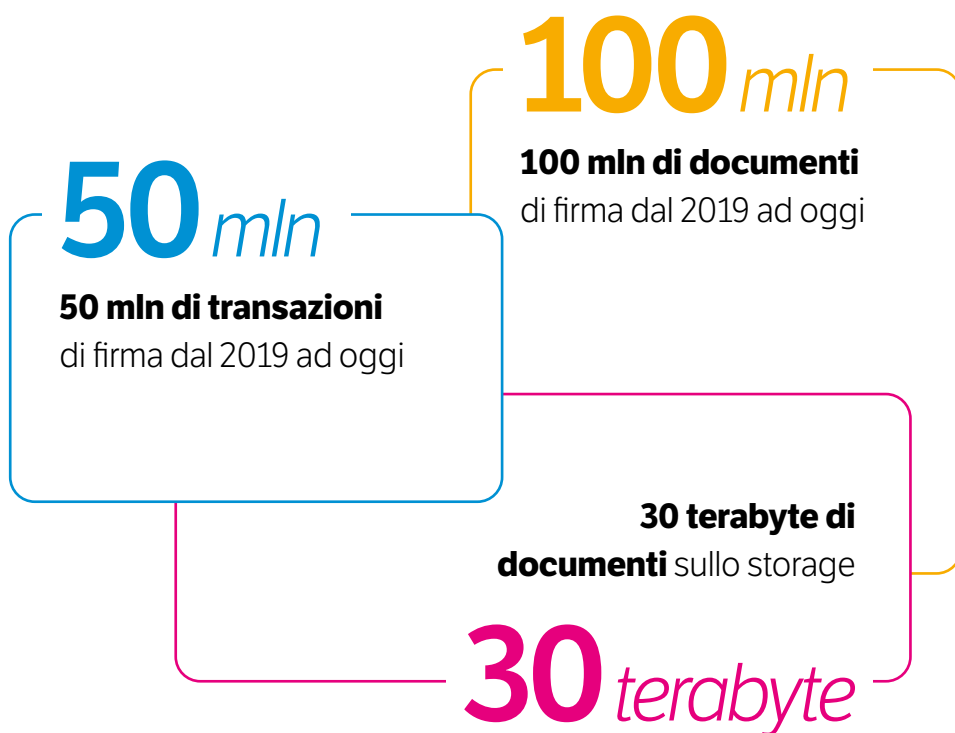 100 mln
100 mln di documenti
di firma dal 2019 ad oggi
50 mln
50 mln di transazioni
di firma dal 2019 ad oggi
30 terabyte di
documenti sullo storage
30 terabyte